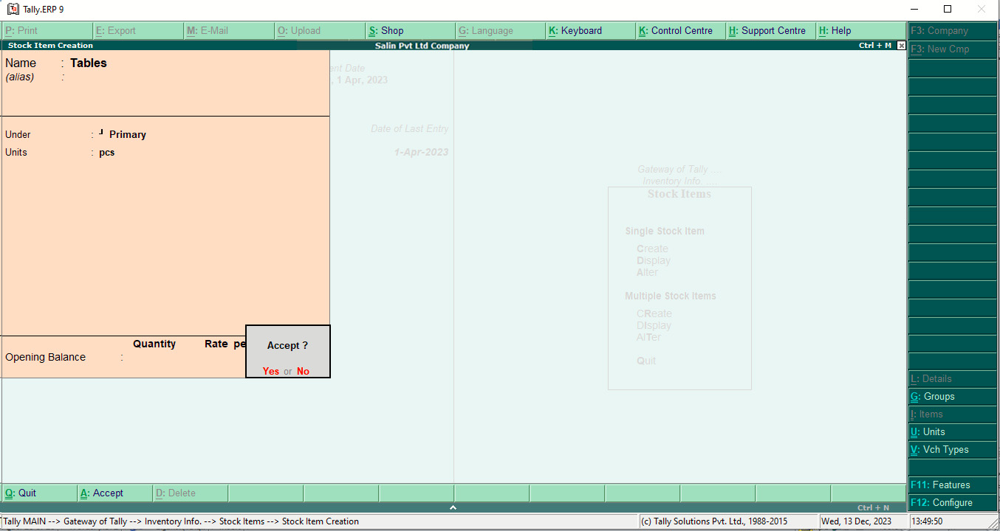 Tally.ERP 9
P: Print E: Export M: E-Mail O: Upload S: Shop G: Language K: Keyboard K: Control Centre H: Support Centre H: Help F3: Company
Stock Item Creation Salin Pvt Ltd Company Ctrl + M
F3: New Cmp
Name : Tables
(alias) :
ent Date
, 1 Apr, 2023
Under : Primary
Units : pcs
Date of Last Entry
1-Apr-2023
Gateway of Tally ...
Inventory Info. ....
Stock Items
Single Stock Item
Create
Display
Alter
Multiple Stock Items
CReate
DIsplay
AlTer
Quit
Quantity Rate pe
Opening Balance :
Accept ?
Yes or No
L: Details
G: Groups
I: Items
U: Units
V: Vch Types
F11: Features
F12: Configure
Q: Quit A: Accept D: Delete
Ctrl + N
Tally MAIN --> Gateway of Tally --> Inventory Info. --> Stock Items --> Stock Item Creation (c) Tally Solutions Pvt. Ltd., 1988-2015 Wed, 13 Dec, 2023 13:49:50